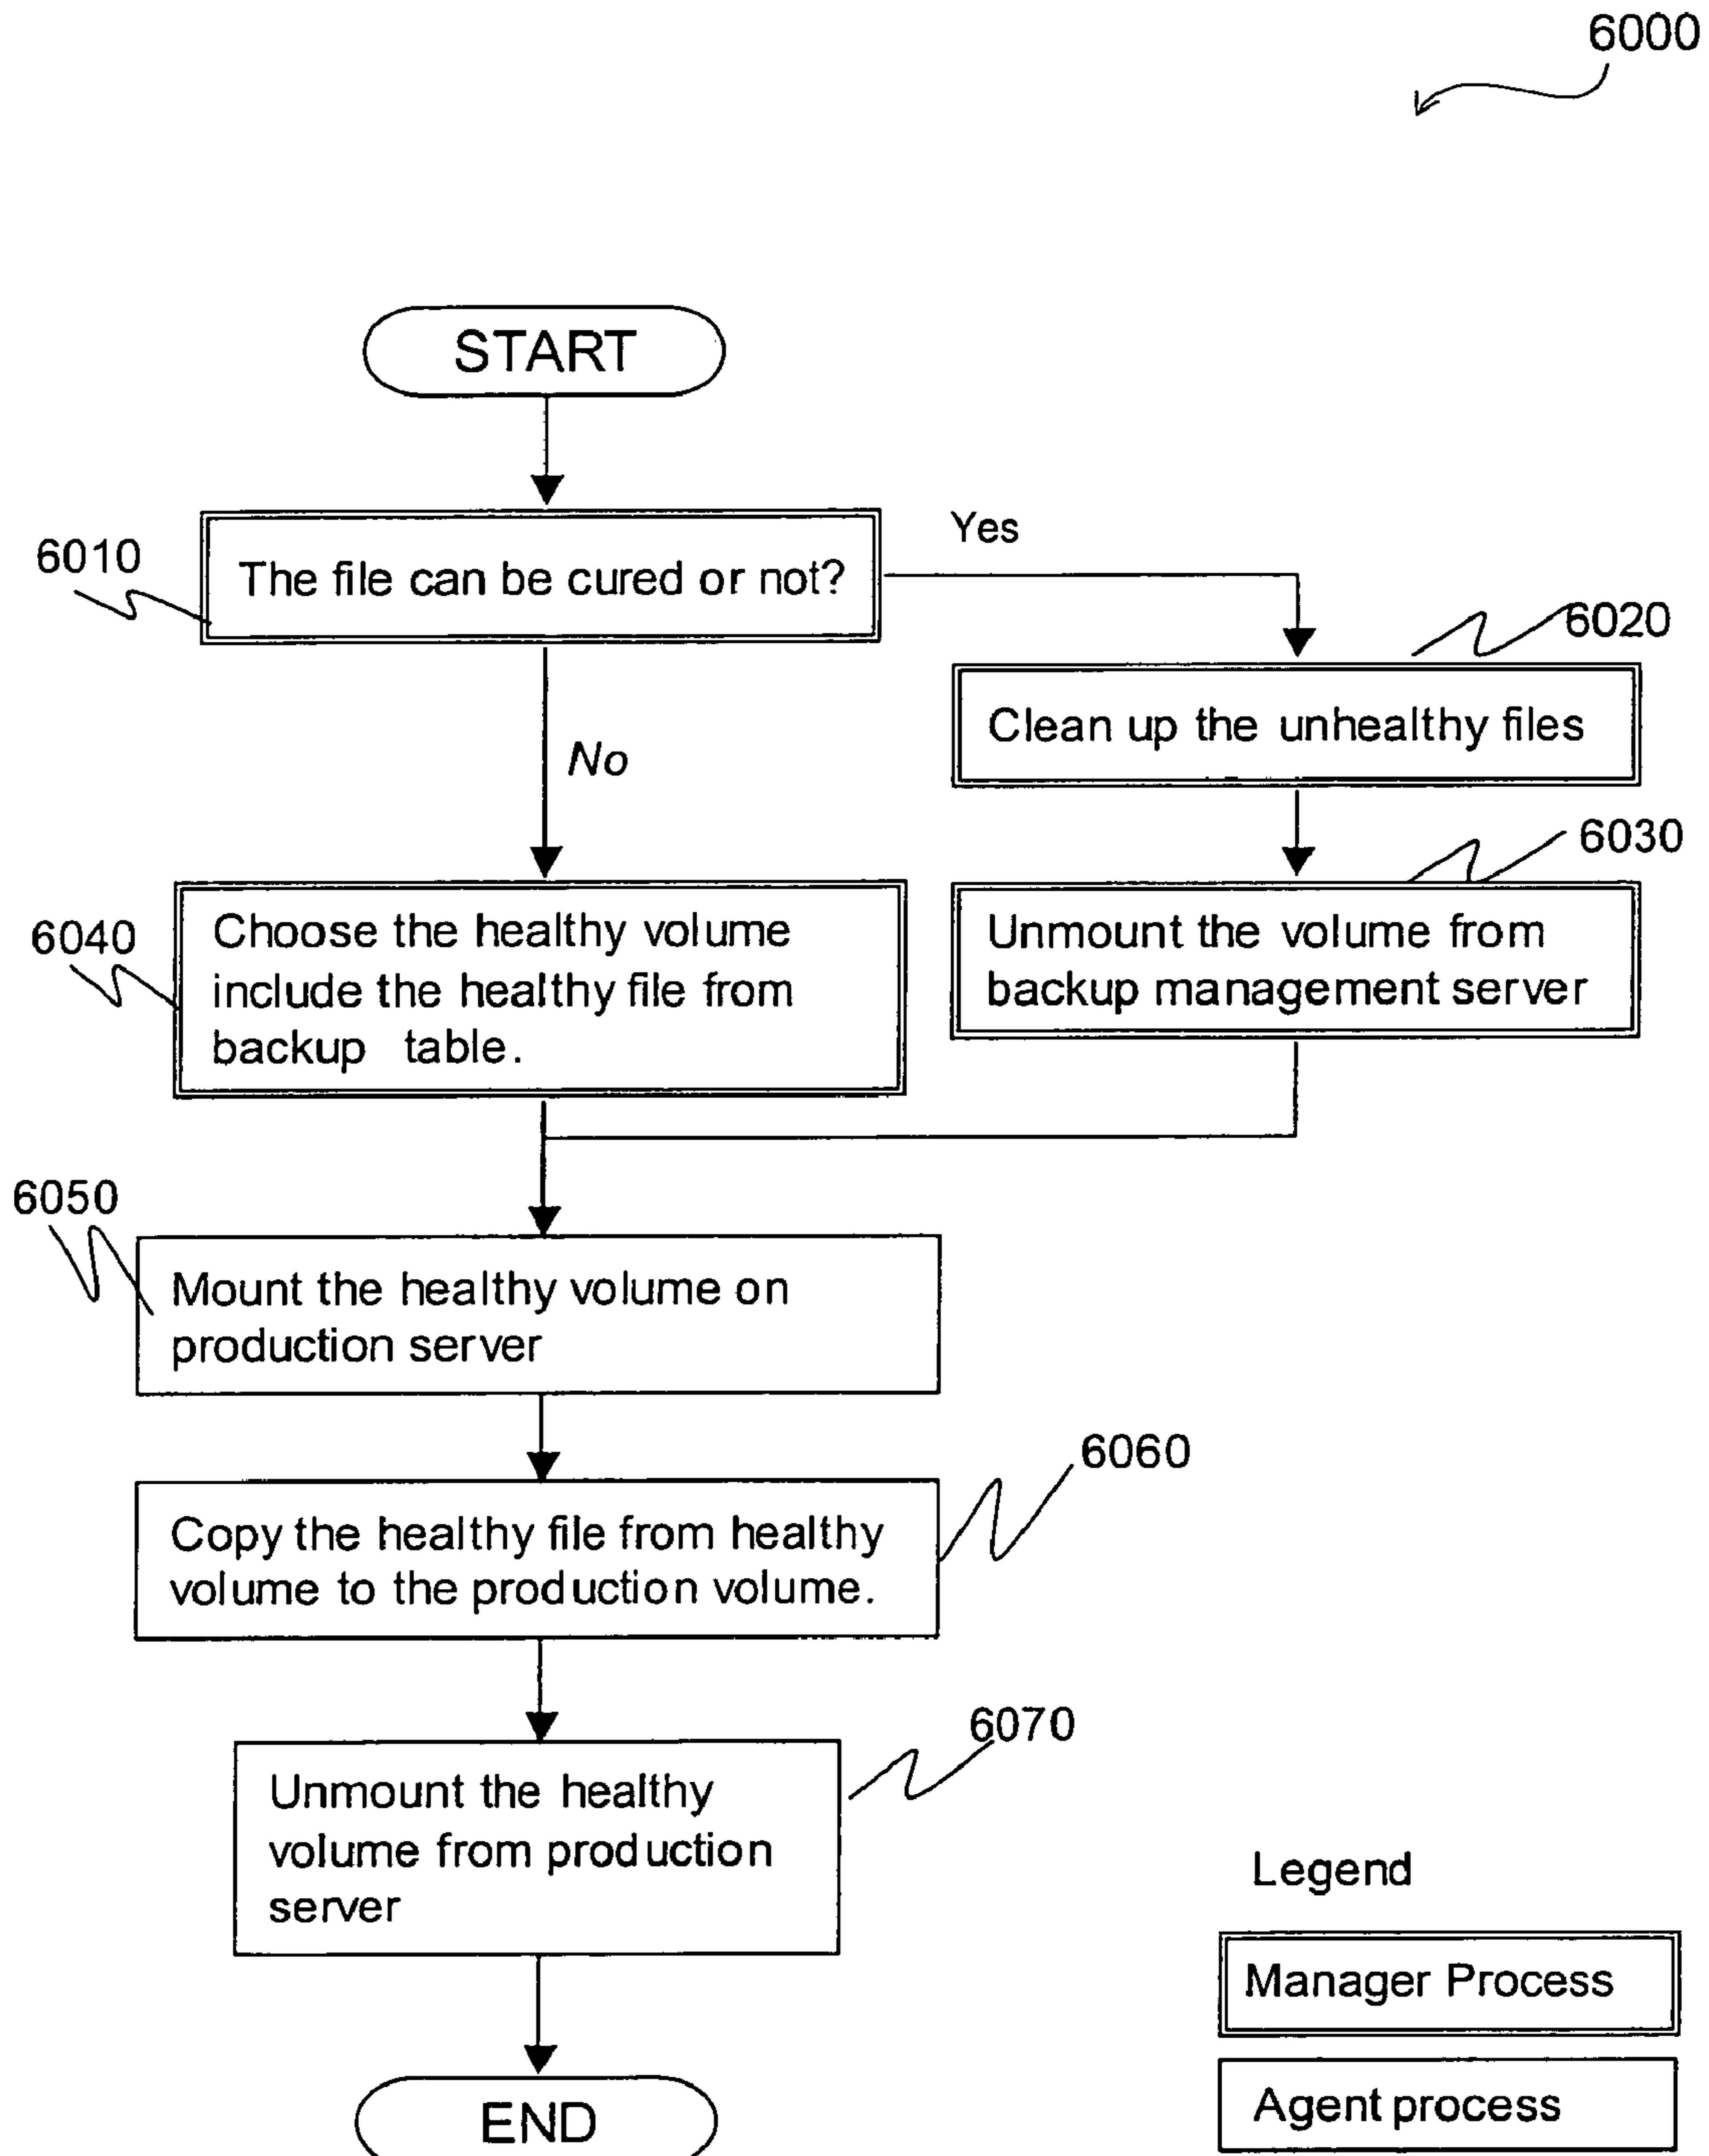 6000
START
6010
The file can be cured or not?
Yes
6020
Clean up the unhealthy files
No
6030
6040
Choose the healthy volume
include the healthy file from
backup table.
Unmount the volume from
backup management server
6050
Mount the healthy volume on
production server
6060
Copy the healthy file from healthy
volume to the production volume.
6070
Unmount the healthy
volume from production
server
Legend
Manager Process
Agent process
END